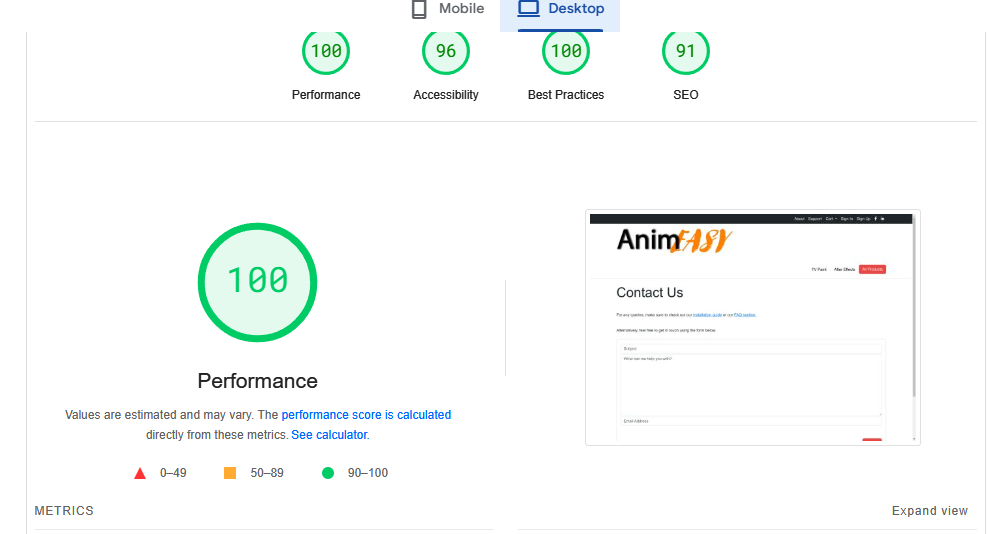 Mobile
Desktop
100
96
100
91
Performance
Accessibility
Best Practices
SEO
100
Performance
Values are estimated and may vary. The performance score is calculated
directly from these metrics. See calculator.
0–49
50–89
90–100
About Support Cart Sign In Sign Up
AnimEASY
TV Paint After Effects All Products
Contact Us
For any queries, make sure to check out our installation guide or our FAQ section.
Alternatively, feel free to get in touch using the form below.
Subject
What can we help you with?
Email Address
METRICS
Expand view